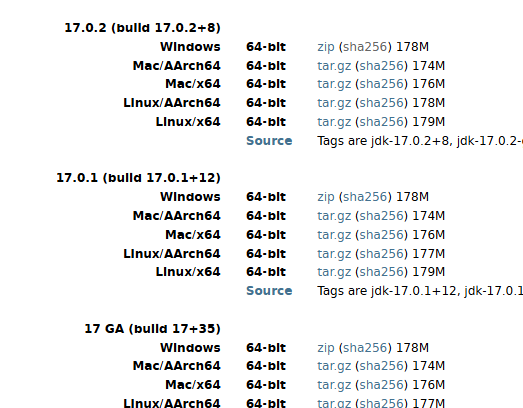 17.0.2 (build 17.0.2+8)
Windows 64-bit zip (sha256) 178M
Mac/AArch64 64-bit tar.gz (sha256) 174M
Mac/x64 64-bit tar.gz (sha256) 176M
Linux/AArch64 64-bit tar.gz (sha256) 178M
Linux/x64 64-bit tar.gz (sha256) 179M
Source Tags are jdk-17.0.2+8, jdk-17.0.2-
17.0.1 (build 17.0.1+12)
Windows 64-bit zip (sha256) 178M
Mac/AArch64 64-bit tar.gz (sha256) 174M
Mac/x64 64-bit tar.gz (sha256) 176M
Linux/AArch64 64-bit tar.gz (sha256) 177M
Linux/x64 64-bit tar.gz (sha256) 179M
Source Tags are jdk-17.0.1+12, jdk-17.0.1
17 GA (build 17+35)
Windows 64-bit zip (sha256) 178M
Mac/AArch64 64-bit tar.gz (sha256) 174M
Mac/x64 64-bit tar.gz (sha256) 176M
Linux/AArch64 64-bit tar.gz (sha256) 177M